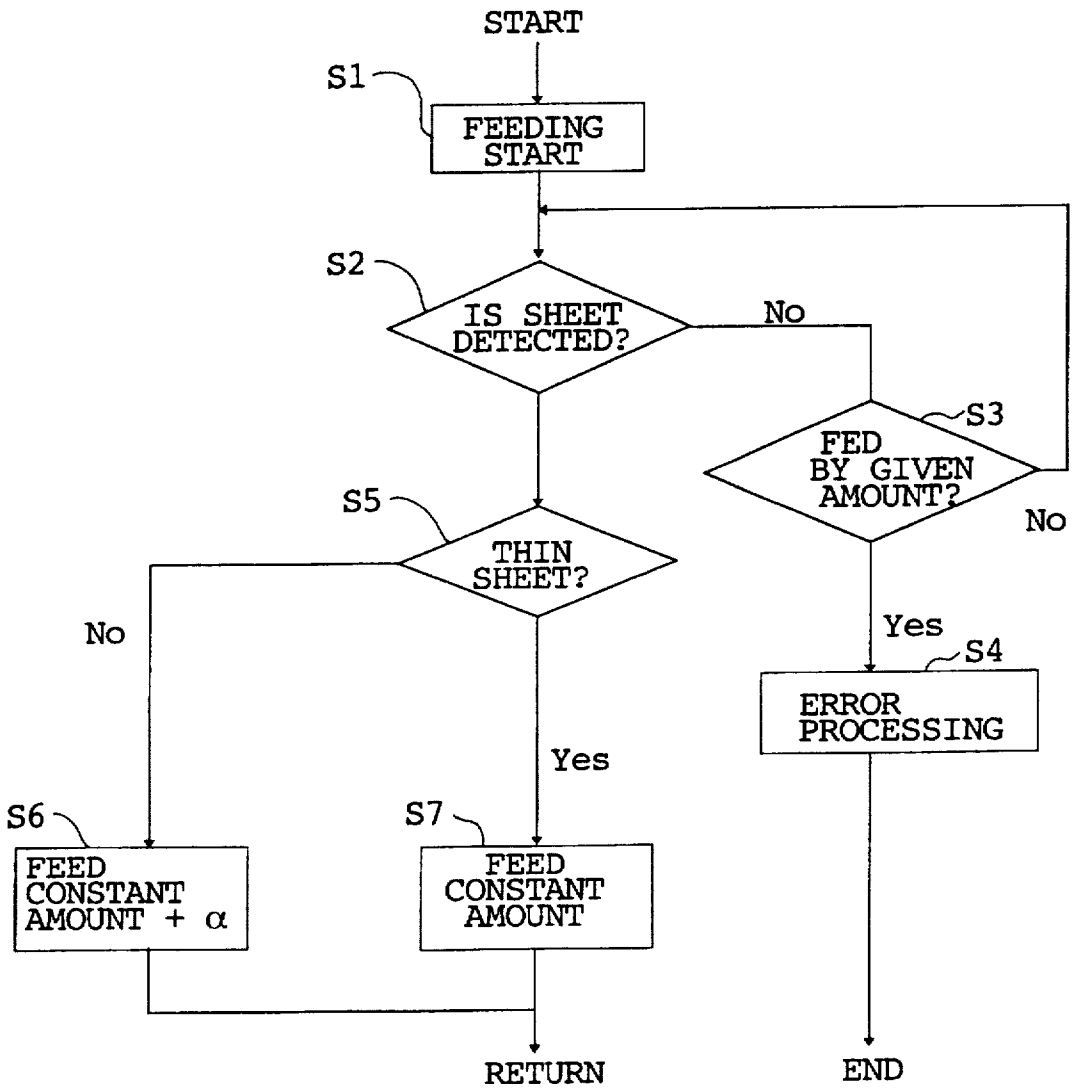 START
S1
FEEDING
START
S2
IS SHEET
DETECTED?
No
S3
FED
BY GIVEN
AMOUNT?
No
S5
THIN
SHEET?
No
Yes
S4
ERROR
PROCESSING
Yes
S6
FEED
CONSTANT
AMOUNT + α
S7
FEED
CONSTANT
AMOUNT
RETURN
END